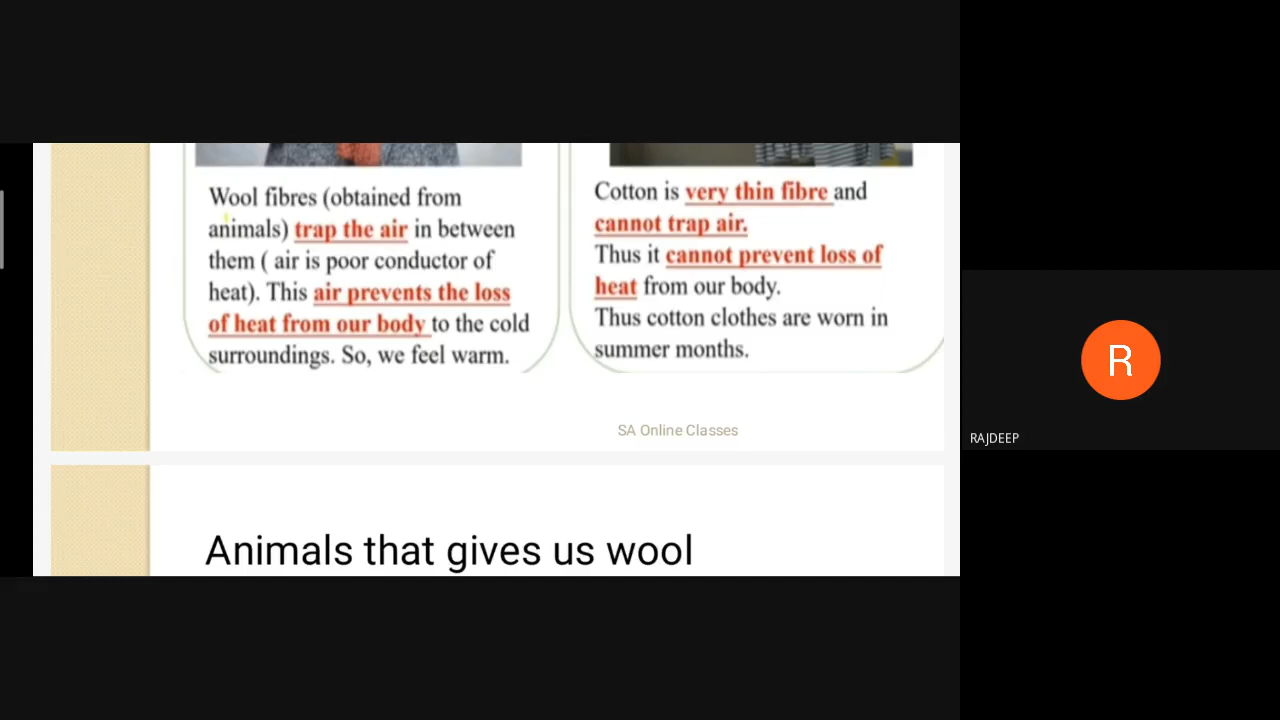 Wool fibres (obtained from
animals) trap the air in between
them ( air is poor conductor of
heat). This air prevents the loss
of heat from our body to the cold
surroundings. So, we feel warm.
Cotton is very thin fibre and
cannot trap air.
Thus it cannot prevent loss of
heat from our body.
Thus cotton clothes are worn in
summer months.
SA Online Classes
Animals that gives us wool
R
RAJDEEP